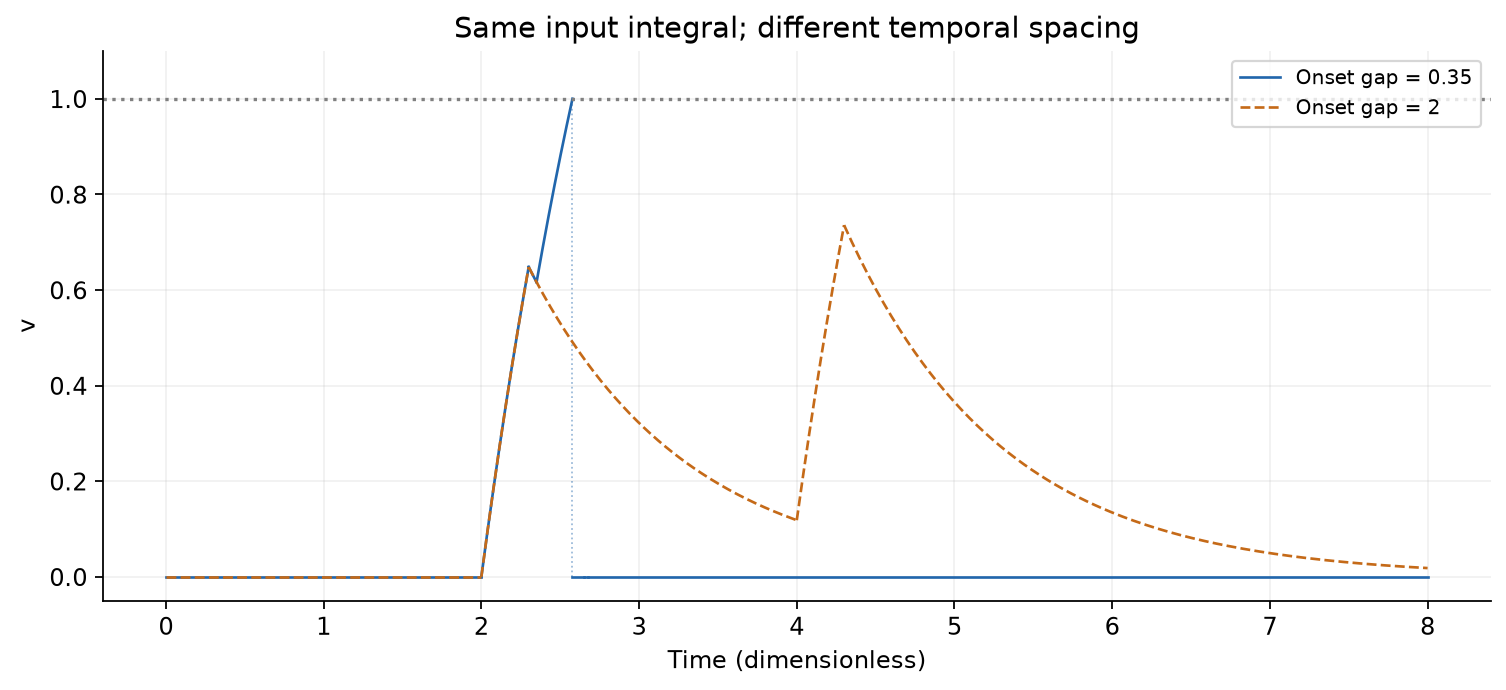 Same input integral; different temporal spacing
Onset gap = 0.35
Onset gap = 2
1.0
0.8
0.6
0.4
0.2
0.0
v
0 1 2 3 4 5 6 7 8
Time (dimensionless)